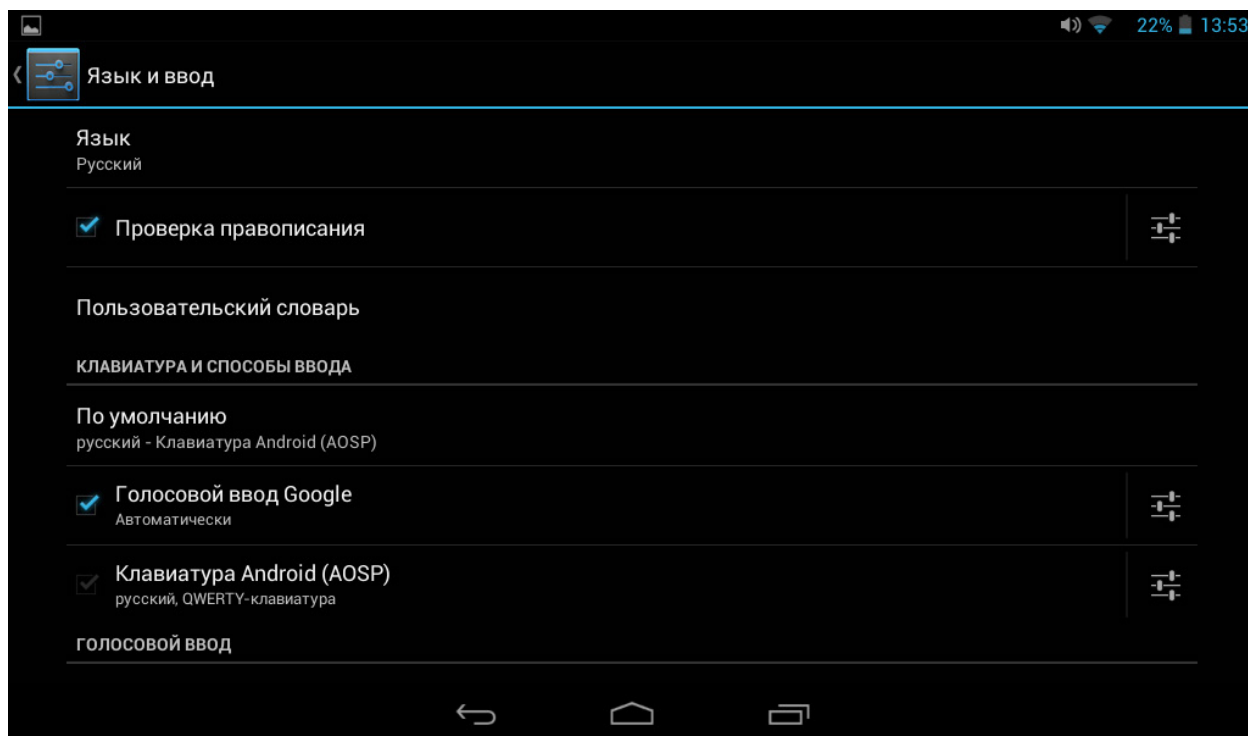 22% 13:53
Язык и ввод
Язык
Русский
Проверка правописания
Пользовательский словарь
КЛАВИАТУРА И СПОСОБЫ ВВОДА
По умолчанию
русский - Клавиатура Android (AOSP)
Голосовой ввод Google
Автоматически
Клавиатура Android (AOSP)
русский, QWERTY-клавиатура
ГОЛОСОВОЙ ВВОД